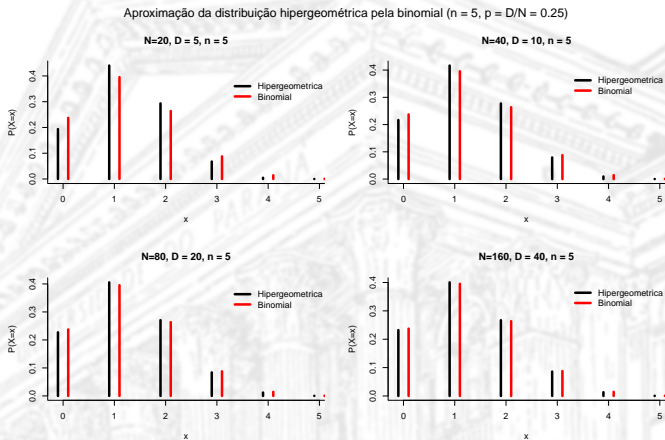 Aproximação da distribuição hipergeométrica pela binomial (n = 5, p = D/N = 0.25)
N=20, D = 5, n = 5
P(X=x)
0.0 0.1 0.2 0.3 0.4
Hipergeometrica
Binomial
0 1 2 3 4 5
x
N=40, D = 10, n = 5
P(X=x)
0.0 0.1 0.2 0.3 0.4
Hipergeometrica
Binomial
0 1 2 3 4 5
x
N=80, D = 20, n = 5
P(X=x)
0.0 0.1 0.2 0.3 0.4
Hipergeometrica
Binomial
0 1 2 3 4 5
x
N=160, D = 40, n = 5
P(X=x)
0.0 0.1 0.2 0.3 0.4
Hipergeometrica
Binomial
0 1 2 3 4 5
x